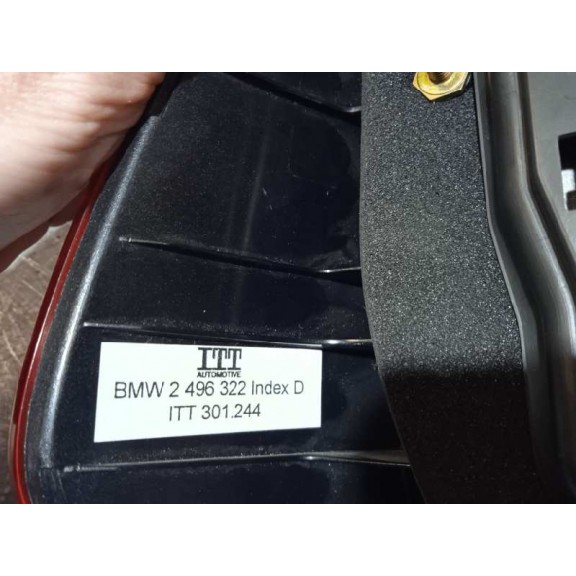 ITT
AUTOMOTIVE
BMW 2 496 322 Index D
ITT 301.244